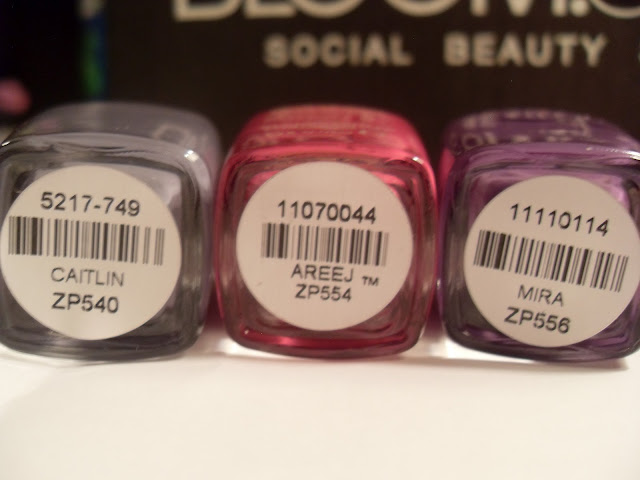 SOCIAL BEAUTY
5217-749
CAITLIN
ZP540
11070044
AREEJ ™
ZP554
11110114
MIRA
ZP556